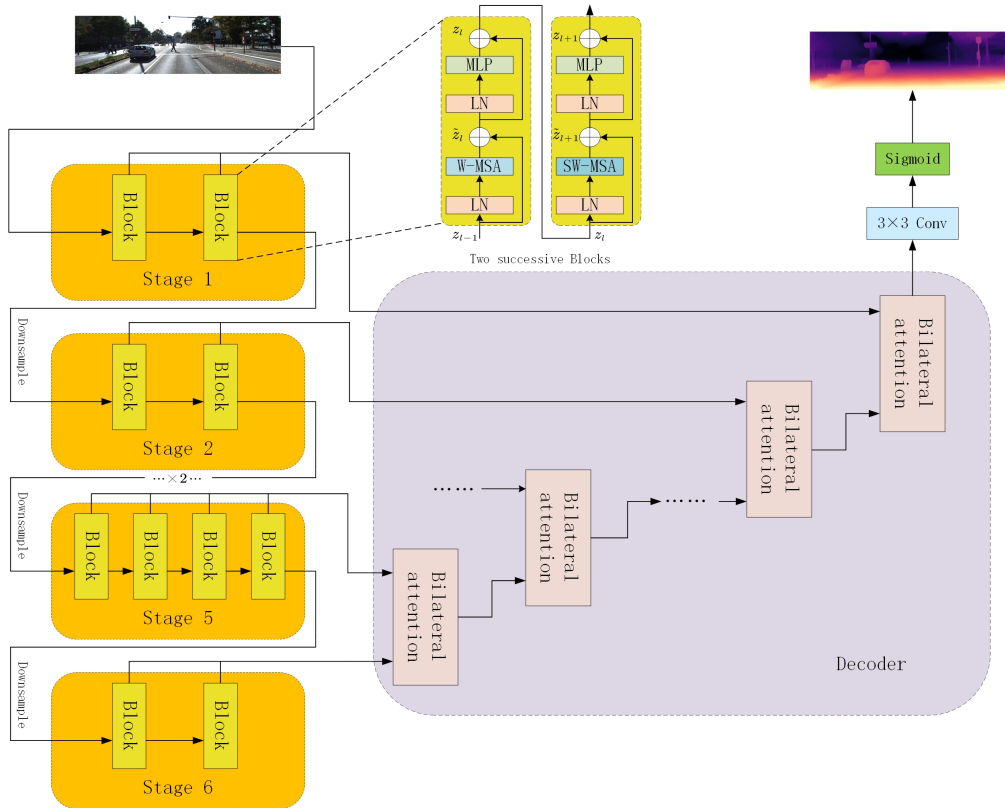 z_l
MLP
LN
z̃_l
W-MSA
LN
z_{l-1}
z_{l+1}
MLP
LN
z̃_{l+1}
SW-MSA
LN
z_l
Two successive Blocks
Sigmoid
3×3 Conv
Block
Block
Stage 1
Downsample
Block
Block
Stage 2
...×2...
Downsample
Block
Block
Block
Block
Stage 5
Downsample
Block
Block
Stage 6
Bilateral
attention
Bilateral
attention
......
Bilateral
attention
......
Bilateral
attention
Decoder